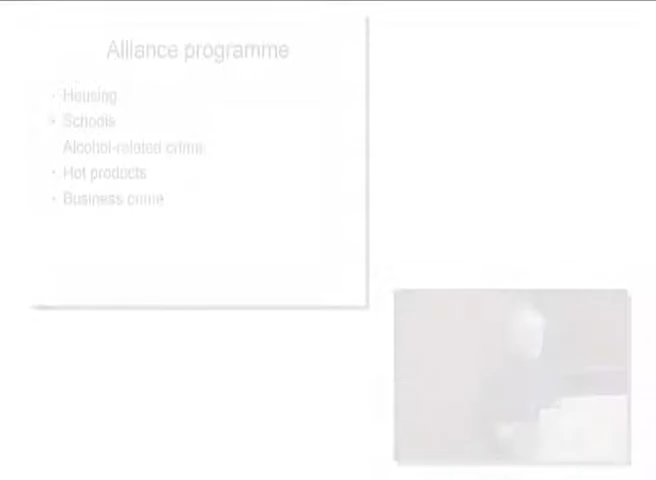 Alliance programme
Housing
Schools
Alcohol-related crime
Hot products
Business crime